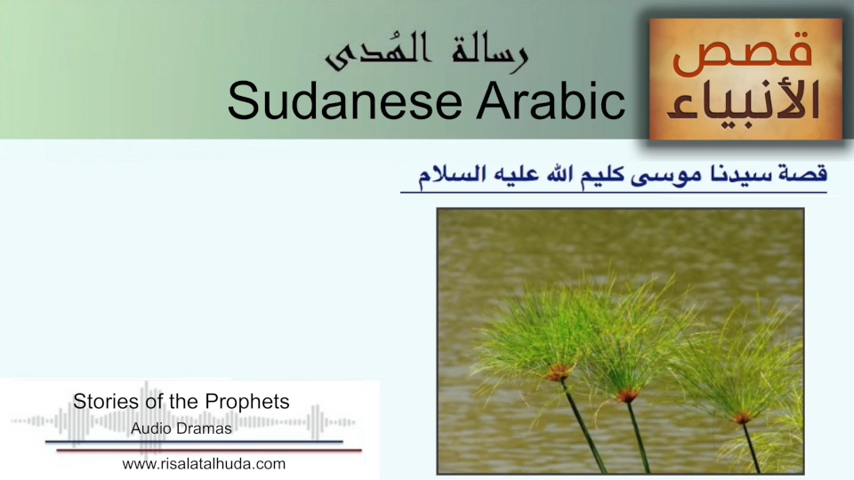 رسالة الهُدى
Sudanese Arabic
قصص
الأنبياء
قصة سيدنا موسى كليم الله عليه السلام
Stories of the Prophets
Audio Dramas
www.risalatalhuda.com